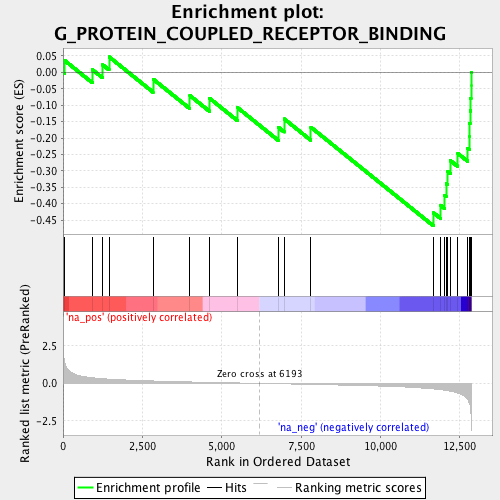 Enrichment plot:
G_PROTEIN_COUPLED_RECEPTOR_BINDING
Enrichment score (ES)
0.05
0.00
-0.05
-0.10
-0.15
-0.20
-0.25
-0.30
-0.35
-0.40
-0.45
'na_pos' (positively correlated)
Ranked list metric (PreRanked)
2.5
0.0
-2.5
Zero cross at 6193
'na_neg' (negatively correlated)
0
2,500
5,000
7,500
10,000
12,500
Rank in Ordered Dataset
Enrichment profile
Hits
Ranking metric scores